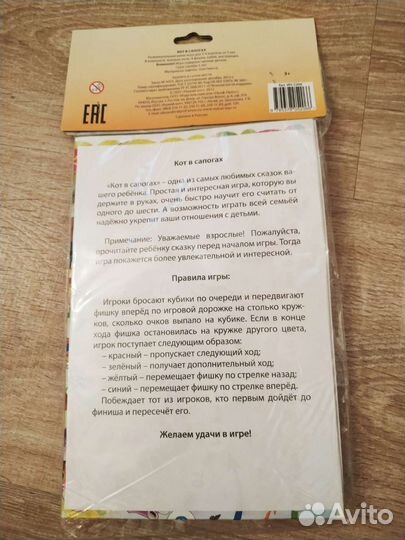 КОТ В САПОГАХ
3+
ЕАС
Кот в сапогах
«Кот в сапогах» – одна из самых любимых сказок ва-
шего ребёнка. Простая и интересная игра, которую вы
держите в руках, очень быстро научит его считать от
одного до шести. А возможность играть всей семьёй
надёжно укрепит ваши отношения с детьми.
Примечание: Уважаемые взрослые! Пожалуйста,
прочитайте ребёнку сказку перед началом игры. Тогда
игра покажется более увлекательной и интересной.
Правила игры:
Игроки бросают кубики по очереди и передвигают
фишку вперёд по игровой дорожке на столько круж-
ков, сколько очков выпало на кубике. Если в конце
хода фишка остановилась на кружке другого цвета,
игрок поступает следующим образом:
– красный – пропускает следующий ход;
– зелёный – получает дополнительный ход;
– жёлтый – перемещает фишку по стрелке назад;
– синий – перемещает фишку по стрелке вперёд.
Побеждает тот из игроков, кто первым дойдёт до
финиша и пересечёт его.
Желаем удачи в игре!
Avito